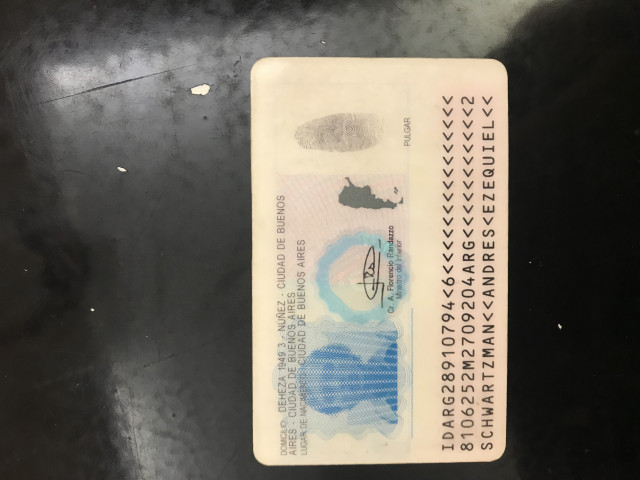 DOMICILIO: DEHEZA 1949 3 - NUÑEZ - CIUDAD DE BUENOS
AIRES - CIUDAD DE BUENOS AIRES
LUGAR DE NACIMIENTO: CIUDAD DE BUENOS AIRES
Cr. A. Florencio Randazzo
Ministro del Interior
PULGAR
IDARG28910794<6<<<<<<<<<<<<<<<
8106252M2709204ARG<<<<<<<<<<<2
SCHWARTZMAN<<ANDRES<EZEQUIEL<<